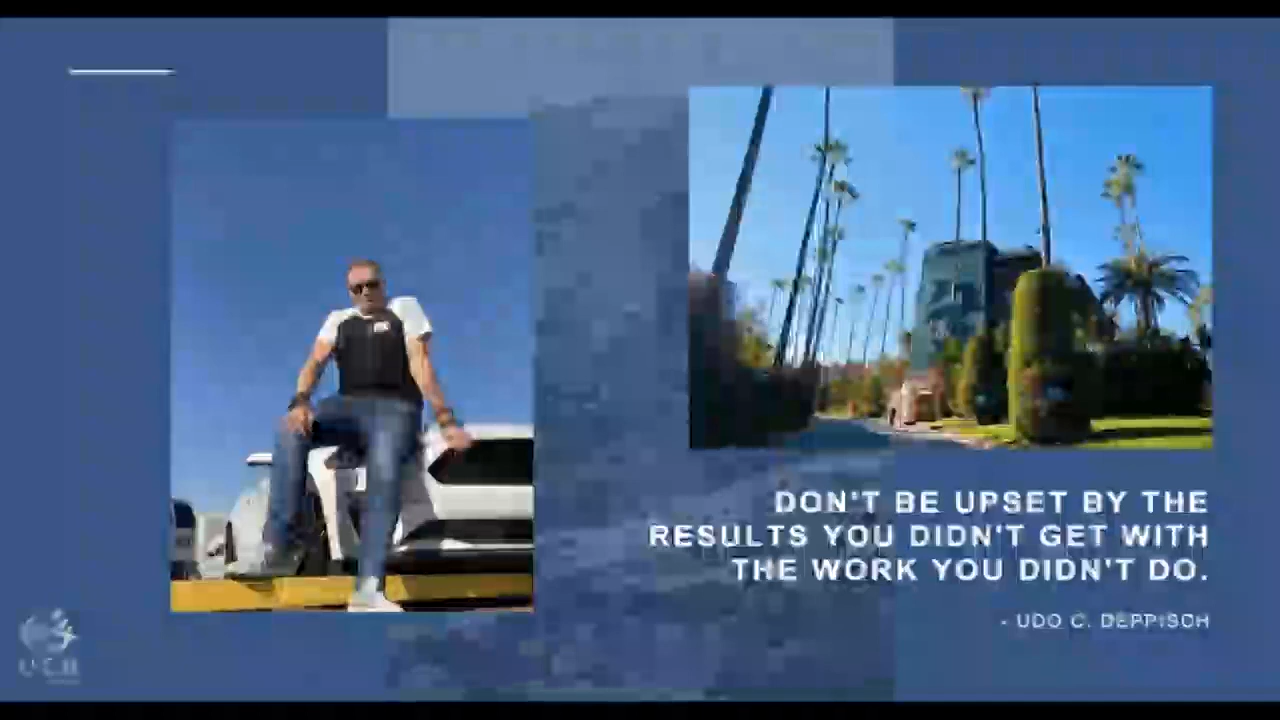 DON'T BE UPSET BY THE
RESULTS YOU DIDN'T GET WITH
THE WORK YOU DIDN'T DO.
- UDO C. DEPPISCH